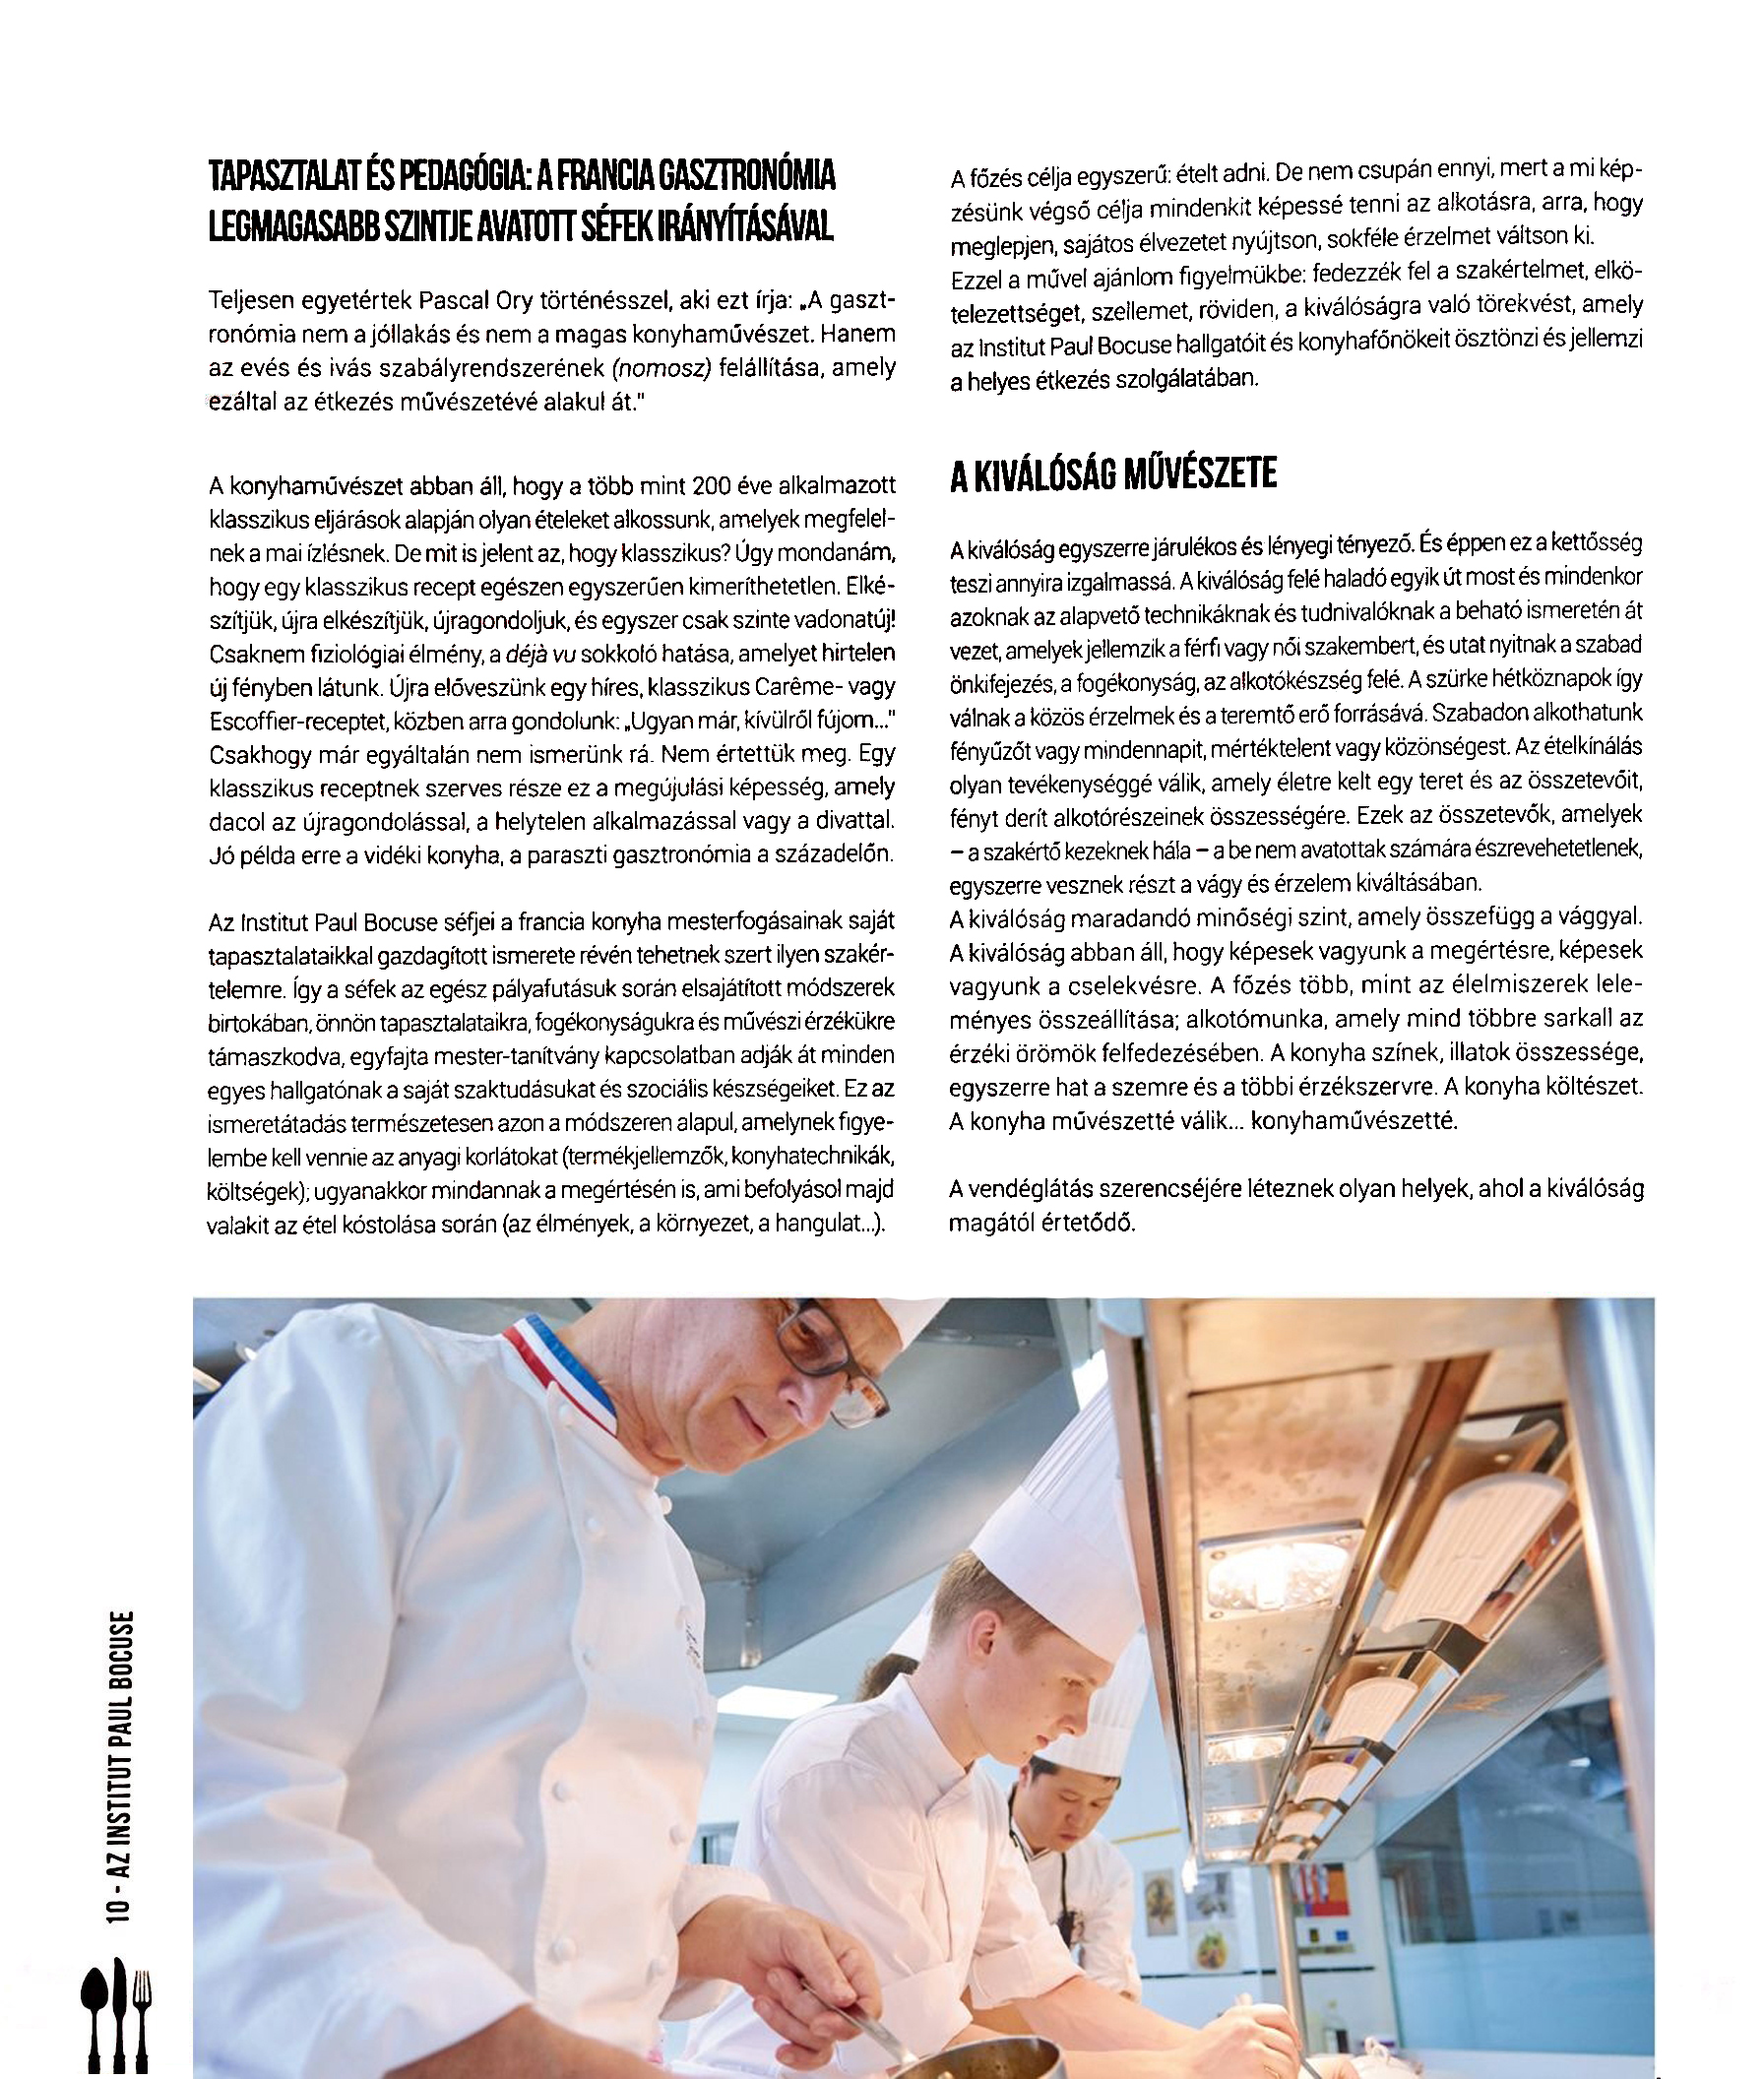 TAPASZTALAT ÉS PEDAGÓGIA: A FRANCIA GASZTRONÓMIA
LEGMAGASABB SZINTJE AVATOTT SÉFEK IRÁNYÍTÁSÁVAL
Teljesen egyetértek Pascal Ory történésszel, aki ezt írja: „A gaszt-
ronómia nem a jóllakás és nem a magas konyhaművészet. Hanem
az evés és ivás szabályrendszerének (nomosz) felállítása, amely
ezáltal az étkezés művészetévé alakul át."
A konyhaművészet abban áll, hogy a több mint 200 éve alkalmazott
klasszikus eljárások alapján olyan ételeket alkossunk, amelyek megfelel-
nek a mai ízlésnek. De mit is jelent az, hogy klasszikus? Úgy mondanám,
hogy egy klasszikus recept egészen egyszerűen kimeríthetetlen. Elké-
szítjük, újra elkészítjük, újragondoljuk, és egyszer csak szinte vadonatúj!
Csaknem fiziológiai élmény, a déjà vu sokkoló hatása, amelyet hirtelen
új fényben látunk. Újra előveszünk egy híres, klasszikus Carême- vagy
Escoffier-receptet, közben arra gondolunk: „Ugyan már, kívülről fújom..."
Csakhogy már egyáltalán nem ismerünk rá. Nem értettük meg. Egy
klasszikus receptnek szerves része ez a megújulási képesség, amely
dacol az újragondolással, a helytelen alkalmazással vagy a divattal.
Jó példa erre a vidéki konyha, a paraszti gasztronómia a századelőn.
Az Institut Paul Bocuse séfjei a francia konyha mesterfogásainak saját
tapasztalataikkal gazdagított ismerete révén tehetnek szert ilyen szakér-
telemre. Így a séfek az egész pályafutásuk során elsajátított módszerek
birtokában, önnön tapasztalataikra, fogékonyságukra és művészi érzékükre
támaszkodva, egyfajta mester-tanítvány kapcsolatban adják át minden
egyes hallgatónak a saját szaktudásukat és szociális készségeiket. Ez az
ismeretátadás természetesen azon a módszeren alapul, amelynek figye-
lembe kell vennie az anyagi korlátokat (termékjellemzők, konyhatechnikák,
költségek); ugyanakkor mindannak a megértésén is, ami befolyásol majd
valakit az étel kóstolása során (az élmények, a környezet, a hangulat...).
A főzés célja egyszerű: ételt adni. De nem csupán ennyi, mert a mi kép-
zésünk végső célja mindenkit képessé tenni az alkotásra, arra, hogy
meglepjen, sajátos élvezetet nyújtson, sokféle érzelmet váltson ki.
Ezzel a művel ajánlom figyelmükbe: fedezzék fel a szakértelmet, elkö-
telezettséget, szellemet, röviden, a kiválóságra való törekvést, amely
az Institut Paul Bocuse hallgatóit és konyhafőnökeit ösztönzi és jellemzi
a helyes étkezés szolgálatában.
A KIVÁLÓSÁG MŰVÉSZETE
A kiválóság egyszerre járulékos és lényegi tényező. És éppen ez a kettősség
teszi annyira izgalmassá. A kiválóság felé haladó egyik út most és mindenkor
azoknak az alapvető technikáknak és tudnivalóknak a beható ismeretén át
vezet, amelyek jellemzik a férfi vagy női szakembert, és utat nyitnak a szabad
önkifejezés, a fogékonyság, az alkotókészség felé. A szürke hétköznapok így
válnak a közös érzelmek és a teremtő erő forrásává. Szabadon alkothatunk
fényűzőt vagy mindennapit, mértéktelent vagy közönségest. Az ételkínálás
olyan tevékenységgé válik, amely életre kelt egy teret és az összetevőit,
fényt derít alkotórészeinek összességére. Ezek az összetevők, amelyek
– a szakértő kezeknek hála – a be nem avatottak számára észrevehetetlenek,
egyszerre vesznek részt a vágy és érzelem kiváltásában.
A kiválóság maradandó minőségi szint, amely összefügg a vággyal.
A kiválóság abban áll, hogy képesek vagyunk a megértésre, képesek
vagyunk a cselekvésre. A főzés több, mint az élelmiszerek lele-
ményes összeállítása; alkotómunka, amely mind többre sarkall az
érzéki örömök felfedezésében. A konyha színek, illatok összessége,
egyszerre hat a szemre és a többi érzékszervre. A konyha költészet.
A konyha művészetté válik... konyhaművészetté.
A vendéglátás szerencséjére léteznek olyan helyek, ahol a kiválóság
magától értetődő.
10 - AZ INSTITUT PAUL BOCUSE